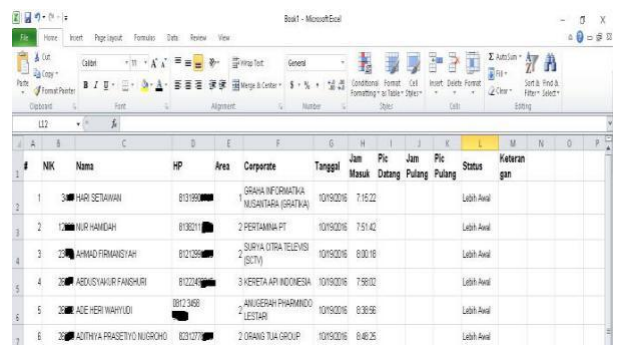 Book1 - Microsoft Excel
File Home Insert Page Layout Formulas Data Review View
Cut
Copy
Format Painter
Paste
Clipboard
Calibri 11
B I U
Font
Wrap Text
Merge & Center
Alignment
General
$ % ,
Number
Conditional Formatting
Format as Table
Cell Styles
Styles
Insert Delete Format
Cells
AutoSum
Fill
Clear
Sort & Filter
Find & Select
Editing
L12 fx
A B C D E F G H I J K L M N O P
# NIK Nama HP Area Corporate Tanggal Jam Masuk Pic Datang Jam Pulang Pic Pulang Status Keterangan
1 HARI SETIAWAN 1 GRAHA INFORMATIKA NUSANTARA (GRATIKA) 10/19/2016 7:15:22 Lebih Awal
2 NUR HAMIDAH 2 PERTAMINA PT 10/19/2016 7:51:42 Lebih Awal
3 AHMAD FIRMANSYAH 2 SURYA CITRA TELEVISI (SCTV) 10/19/2016 8:00:18 Lebih Awal
4 ABDUSYAKUR FANSHURI 3 KERETA API INDONESIA 10/19/2016 7:58:02 Lebih Awal
5 ADE HERI WAHYUDI 0812 3458 2 ANUGERAH PHARMINDO LESTARI 10/19/2016 8:38:56 Lebih Awal
6 ADITHIYA PRASETIYO NUGROHO 2 ORANG TUA GROUP 10/19/2016 8:48:25 Lebih Awal